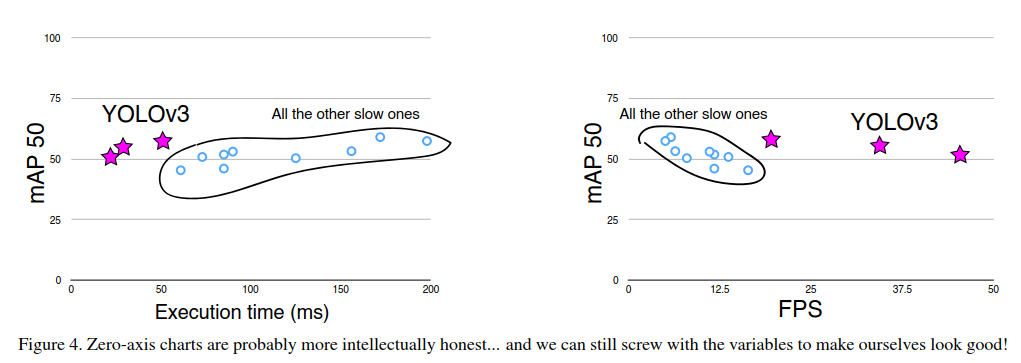 100
75
50
25
0
mAP 50
YOLOv3
All the other slow ones
0
50
100
150
200
Execution time (ms)
100
75
50
25
0
mAP 50
All the other slow ones
YOLOv3
0
12.5
25
37.5
50
FPS
Figure 4. Zero-axis charts are probably more intellectually honest... and we can still screw with the variables to make ourselves look good!